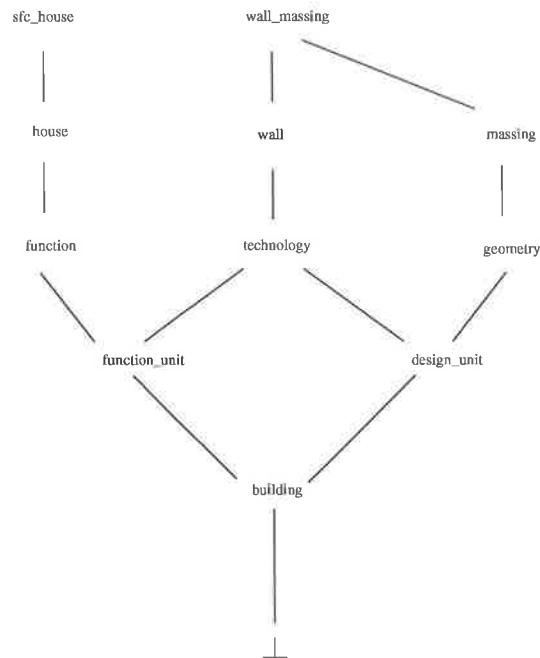 sfc_house wall_massing
house wall massing
function technology geometry
function_unit design_unit
building